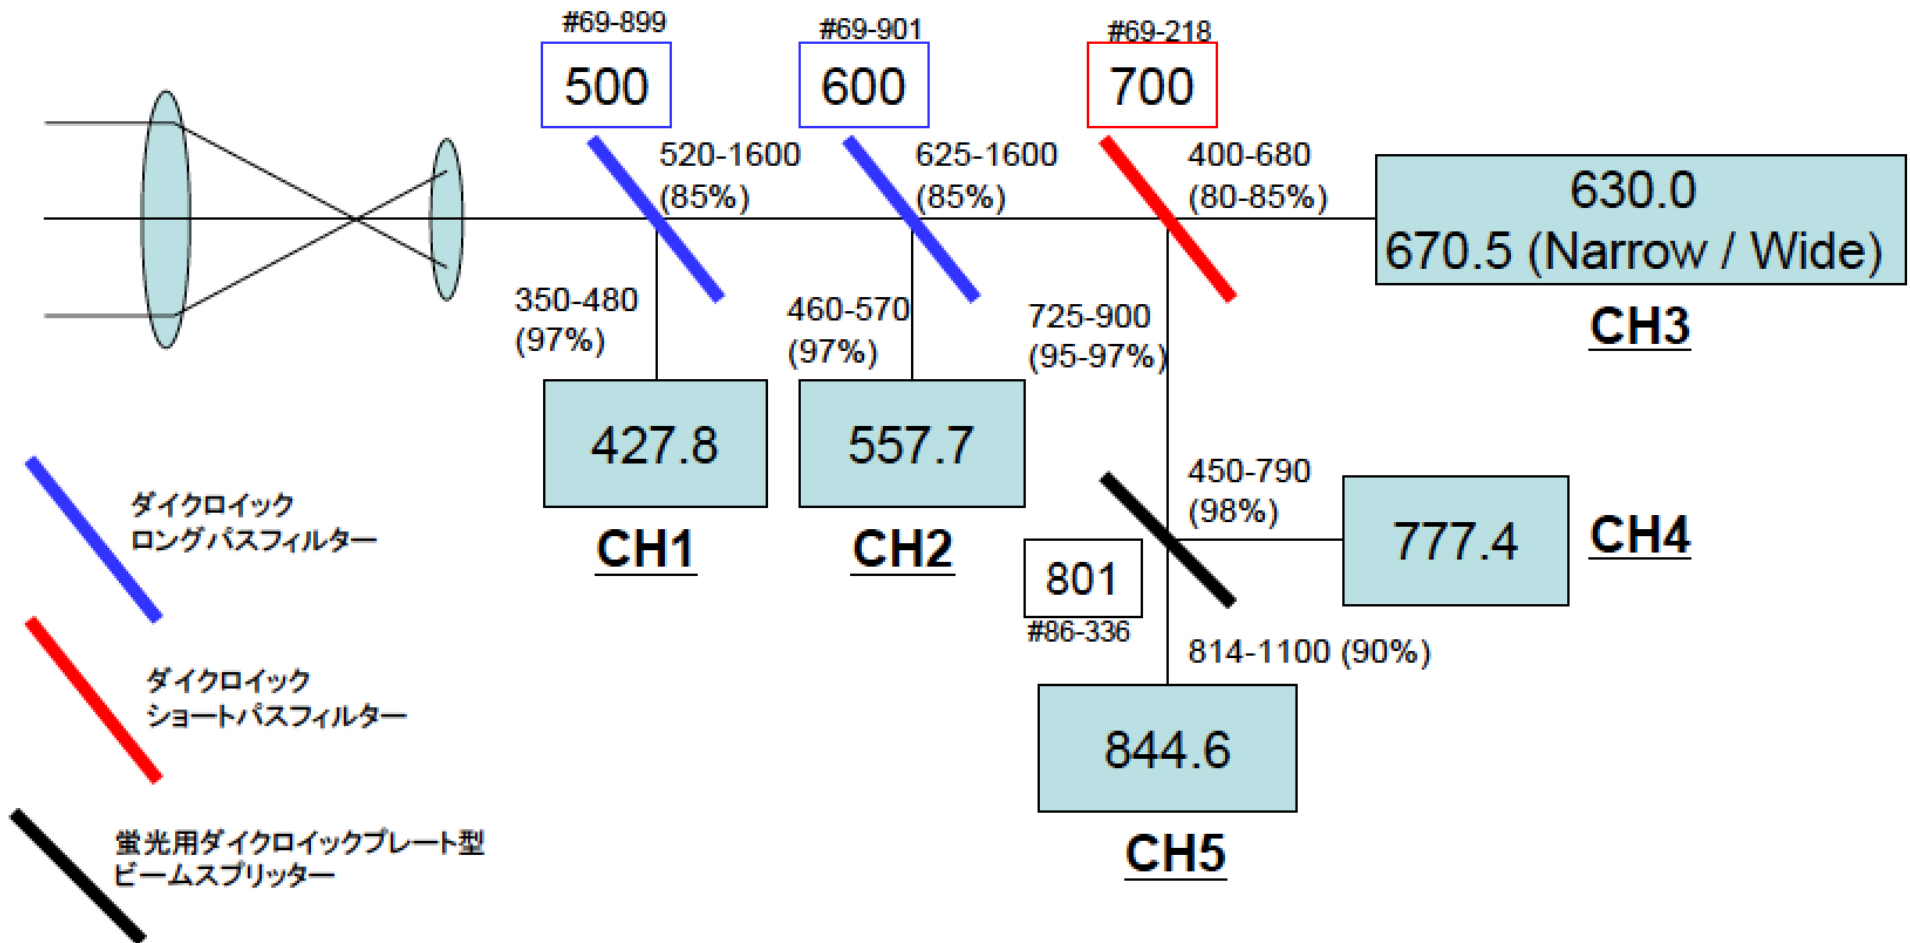 #69-899
#69-901
#69-218
500
600
700
520-1600
(85%)
625-1600
(85%)
400-680
(80-85%)
630.0
670.5 (Narrow / Wide)
CH3
350-480
(97%)
460-570
(97%)
725-900
(95-97%)
427.8
CH1
557.7
CH2
450-790
(98%)
777.4
CH4
801
#86-336
814-1100 (90%)
844.6
CH5
ダイクロイック
ロングパスフィルター
ダイクロイック
ショートパスフィルター
蛍光用ダイクロイックプレート型
ビームスプリッター